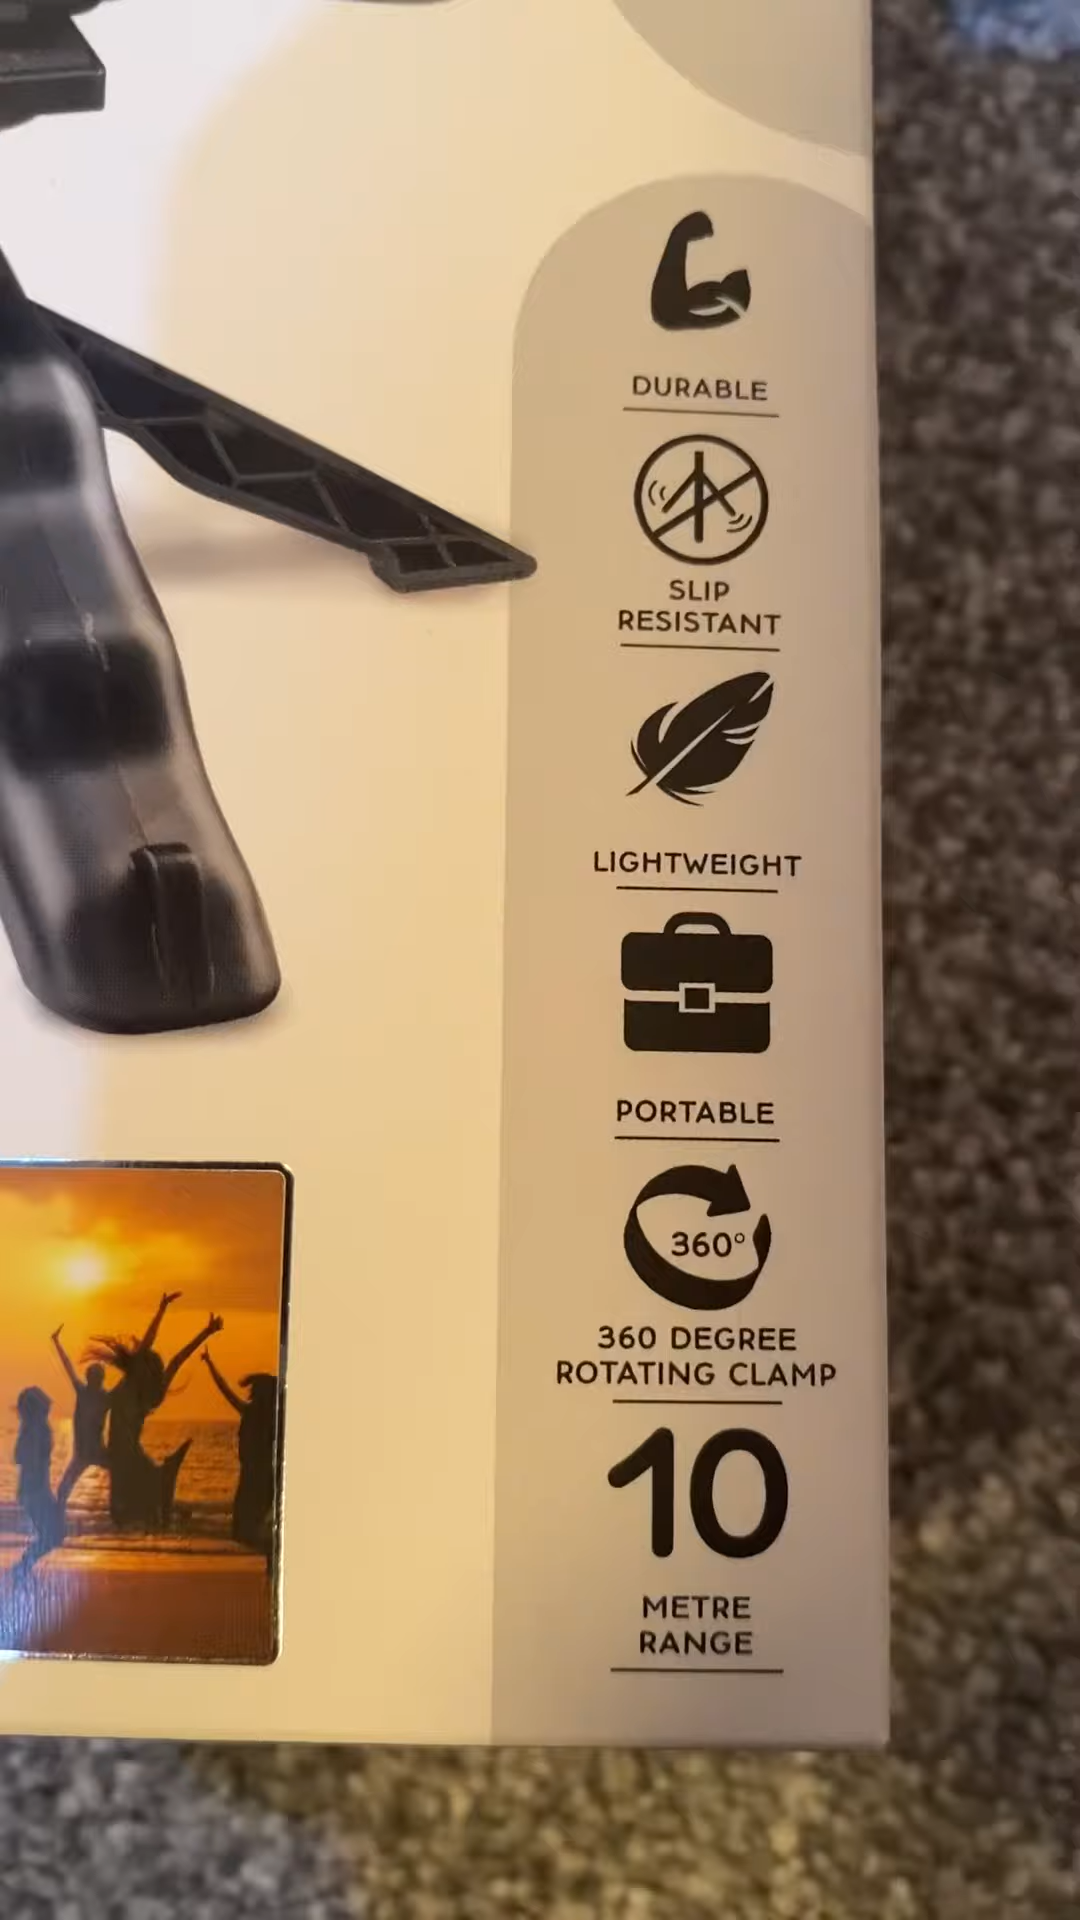 DURABLE
SLIP
RESISTANT
LIGHTWEIGHT
PORTABLE
360°
360 DEGREE
ROTATING CLAMP
10
METRE
RANGE